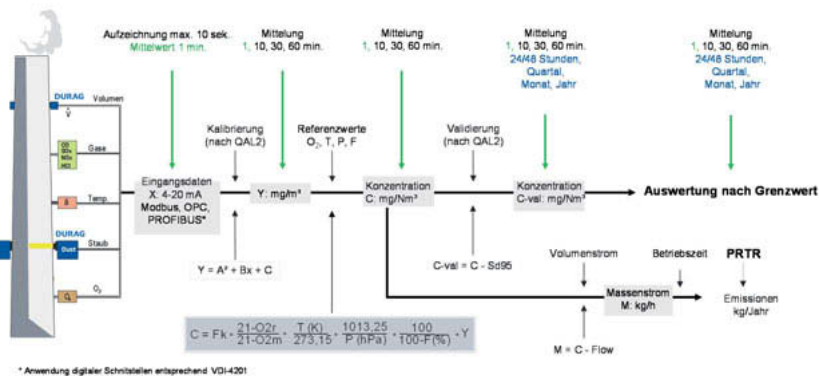 Aufzeichnung max. 10 sek.
Mittelwert 1 min.
Mittelung
1, 10, 30, 60 min.
Mittelung
1, 10, 30, 60 min.
Mittelung
1, 10, 30, 60 min.
24/48 Stunden,
Quartal,
Monat, Jahr
Mittelung
1, 10, 30, 60 min.
24/48 Stunden,
Quartal,
Monat, Jahr
DURAG
Volumen
V
Gase
Temp.
DURAG
Dust
Staub
O₂
O₂
Kalibrierung
(nach QAL2)
Referenzwerte
O₂, T, P, F
Validierung
(nach QAL2)
Eingangsdaten
X: 4-20 mA
Modbus, OPC,
PROFIBUS*
Y: mg/m³
Konzentration
C: mg/Nm³
Konzentration
C-val: mg/Nm³
Auswertung nach Grenzwert
Y = A² + Bx + C
C-val = C - Sd95
Volumenstrom
Betriebszeit
PRTR
Massenstrom
M: kg/h
Emissionen
kg/Jahr
C = Fk · 21-O2r / 21-O2m · T (K) / 273,15 · 1013,25 / P (hPa) · 100 / 100-F(%) · Y
M = C - Flow
* Anwendung digitaler Schnitstellen entsprechend VDI-4201